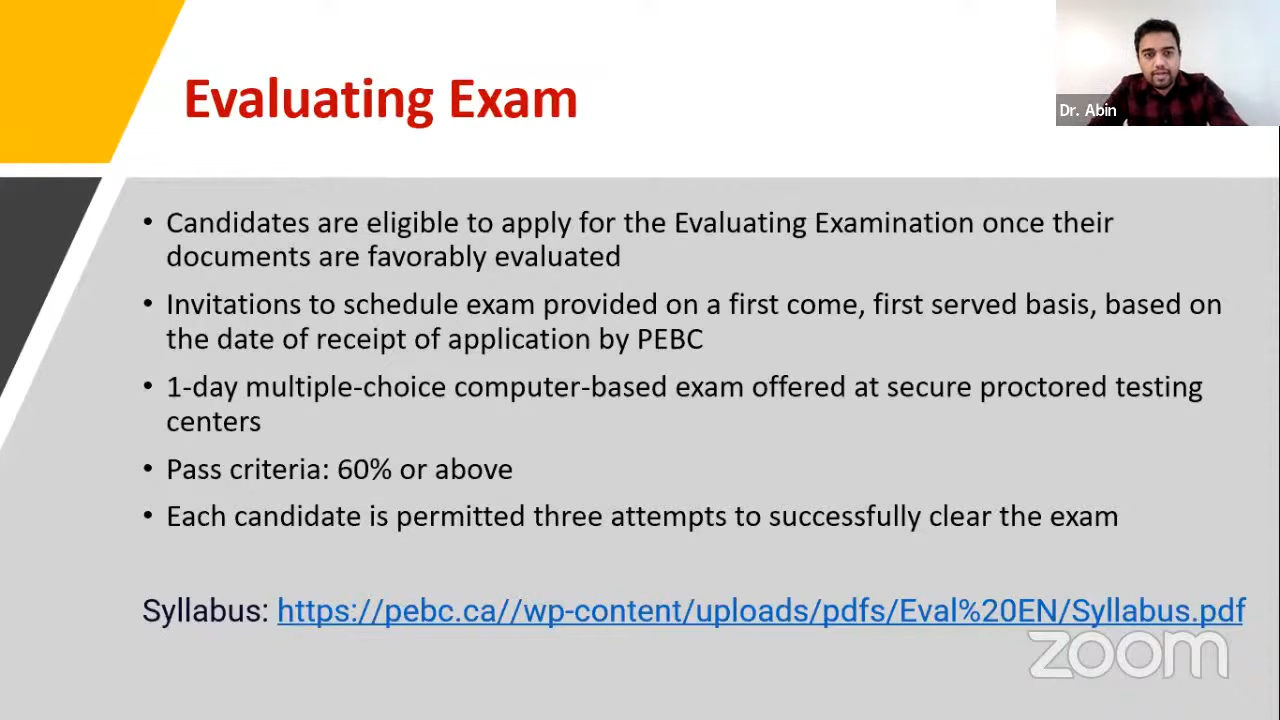 Evaluating Exam
Dr. Abin
• Candidates are eligible to apply for the Evaluating Examination once their
documents are favorably evaluated
• Invitations to schedule exam provided on a first come, first served basis, based on
the date of receipt of application by PEBC
• 1-day multiple-choice computer-based exam offered at secure proctored testing
centers
• Pass criteria: 60% or above
• Each candidate is permitted three attempts to successfully clear the exam
Syllabus: https://pebc.ca//wp-content/uploads/pdfs/Eval%20EN/Syllabus.pdf
zoom